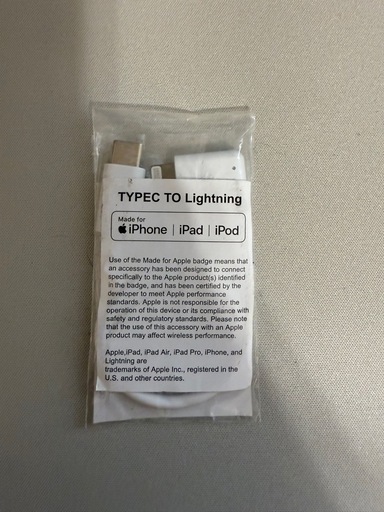 TYPEC TO Lightning
Made for
iPhone | iPad | iPod
Use of the Made for Apple badge means that
an accessory has been designed to connect
specifically to the Apple product(s) identified
in the badge, and has been certified by the
developer to meet Apple performance
standards. Apple is not responsible for the
operation of this device or its compliance with
safety and regulatory standards. Please note
that the use of this accessory with an Apple
product may affect wireless performance.
Apple,iPad, iPad Air, iPad Pro, iPhone, and
Lightning are
trademarks of Apple Inc., registered in the
U.S. and other countries.